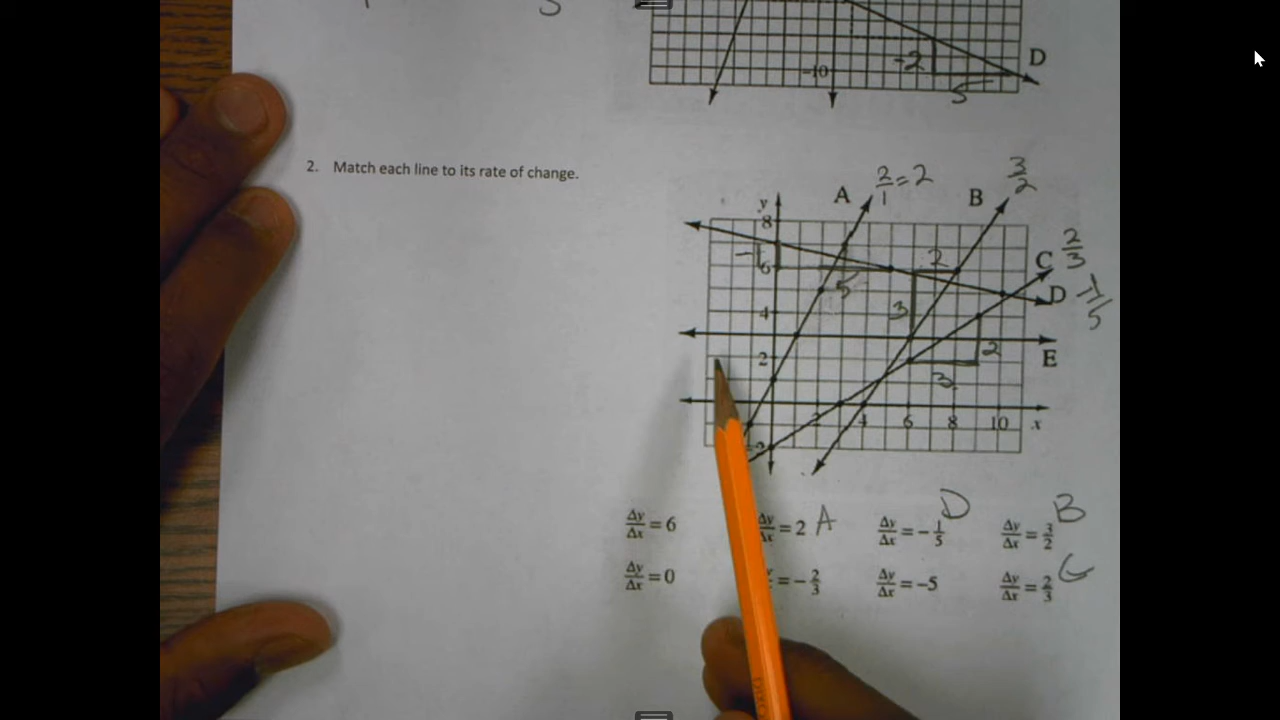 D
-2
-10
5
2. Match each line to its rate of change.
3/2
2/1 = 2
A
B
y
8
2/3
-1
6
2
C
5
D
-1/5
4
3
2
2
E
3
2
4
6
8
10
x
-2
Δy/Δx = 6
Δy/Δx = 2 A
Δy/Δx = -1/5 D
Δy/Δx = 3/2 B
Δy/Δx = 0
= -2/3
Δy/Δx = -5
Δy/Δx = 2/3 C